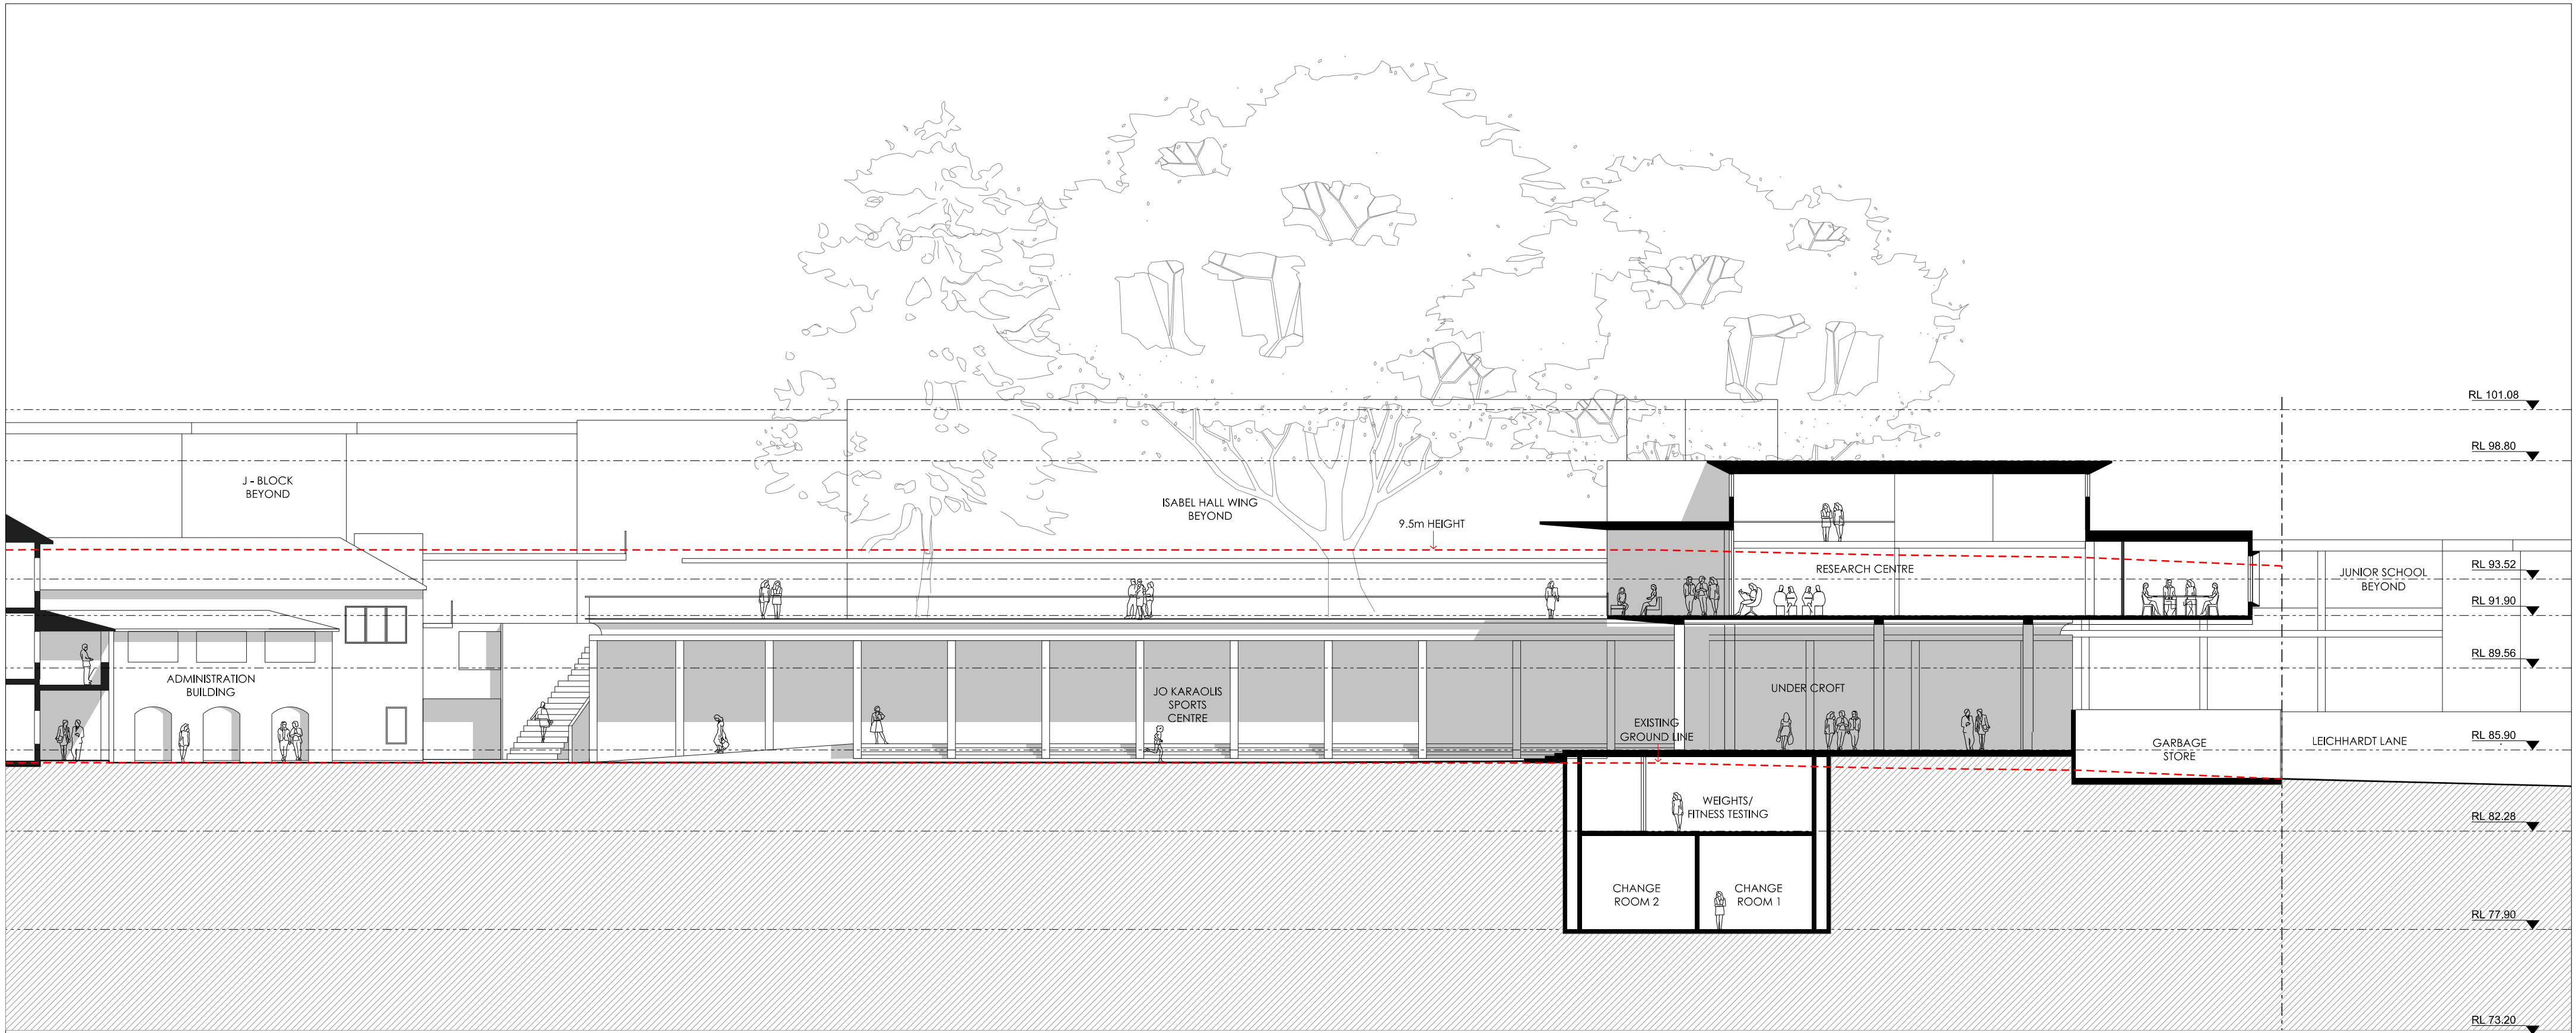 RL 101.08
RL 98.80
J - BLOCK
BEYOND
ISABEL HALL WING
BEYOND
9.5m HEIGHT
RESEARCH CENTRE
RL 93.52
JUNIOR SCHOOL
BEYOND
RL 91.90
RL 89.56
ADMINISTRATION
BUILDING
JO KARAOLIS
SPORTS
CENTRE
UNDER CROFT
EXISTING
GROUND LINE
GARBAGE
STORE
LEICHHARDT LANE
RL 85.90
WEIGHTS/
FITNESS TESTING
RL 82.28
CHANGE
ROOM 2
CHANGE
ROOM 1
RL 77.90
RL 73.20